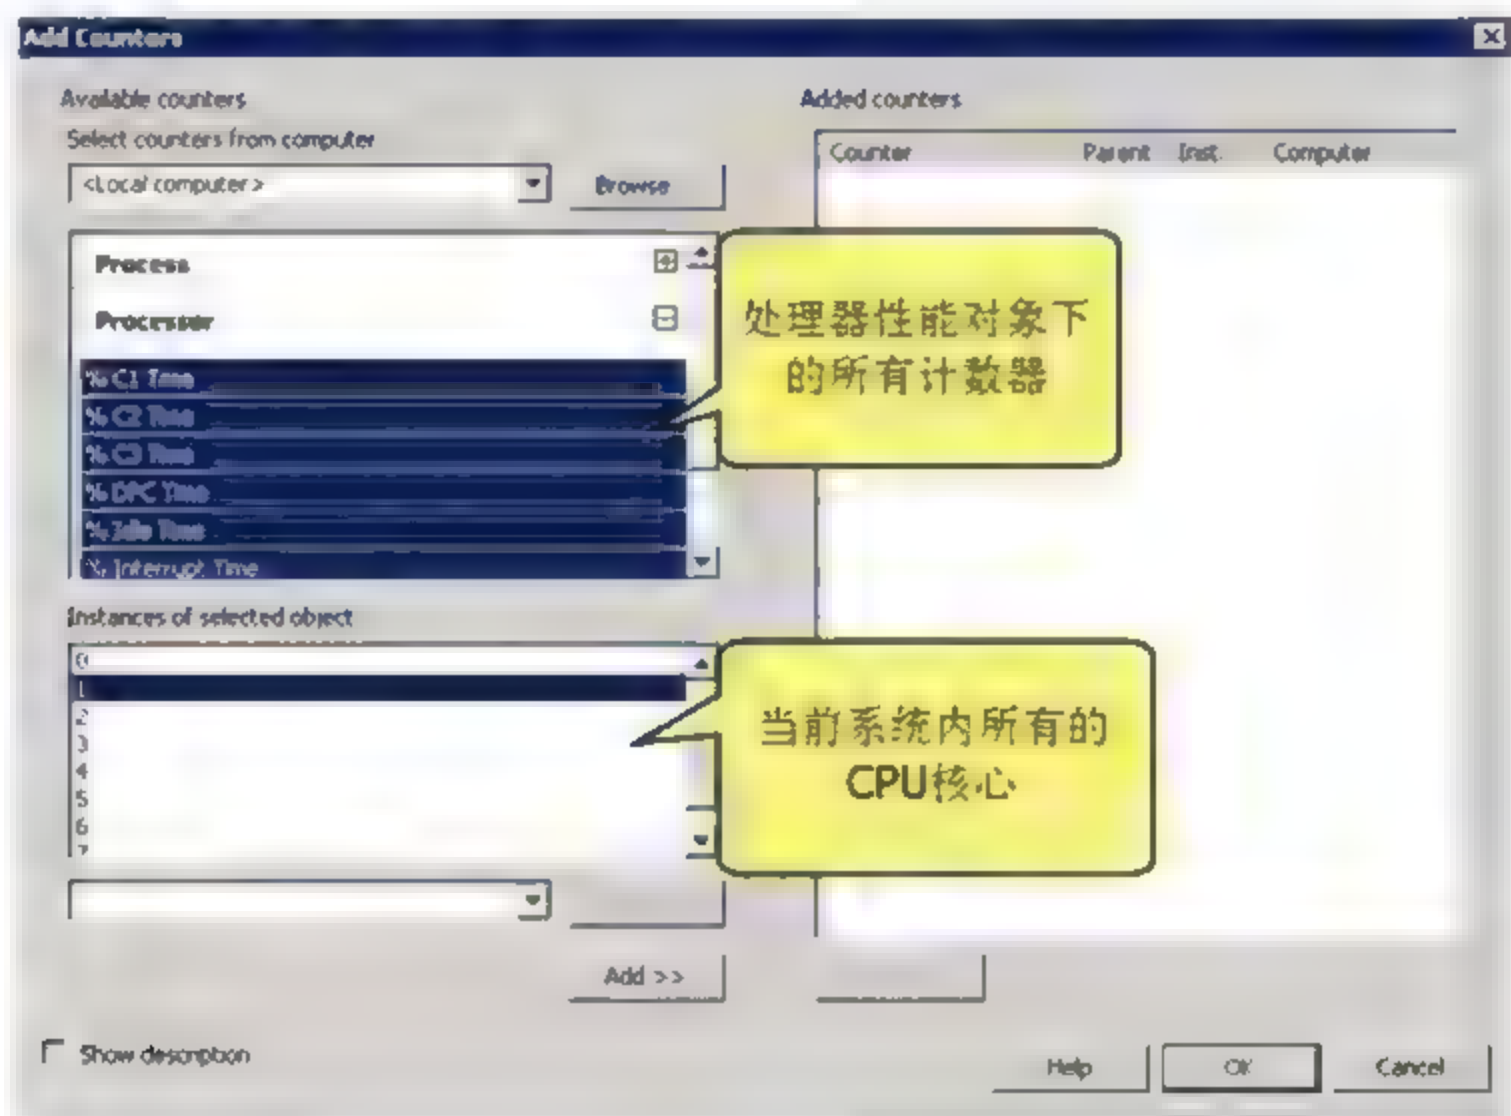 Add Counters
Available counters
Select counters from computer
<Local computer>
Browse
Process
Processor
% C1 Time
% C2 Time
% C3 Time
% DPC Time
% Idle Time
% Interrupt Time
Instances of selected object
0
1
2
3
4
5
6
7
Add >>
Show description
Added counters
Counter Parent Inst. Computer
处理器性能对象下
的所有计数器
当前系统内所有的
CPU核心
Help
OK
Cancel